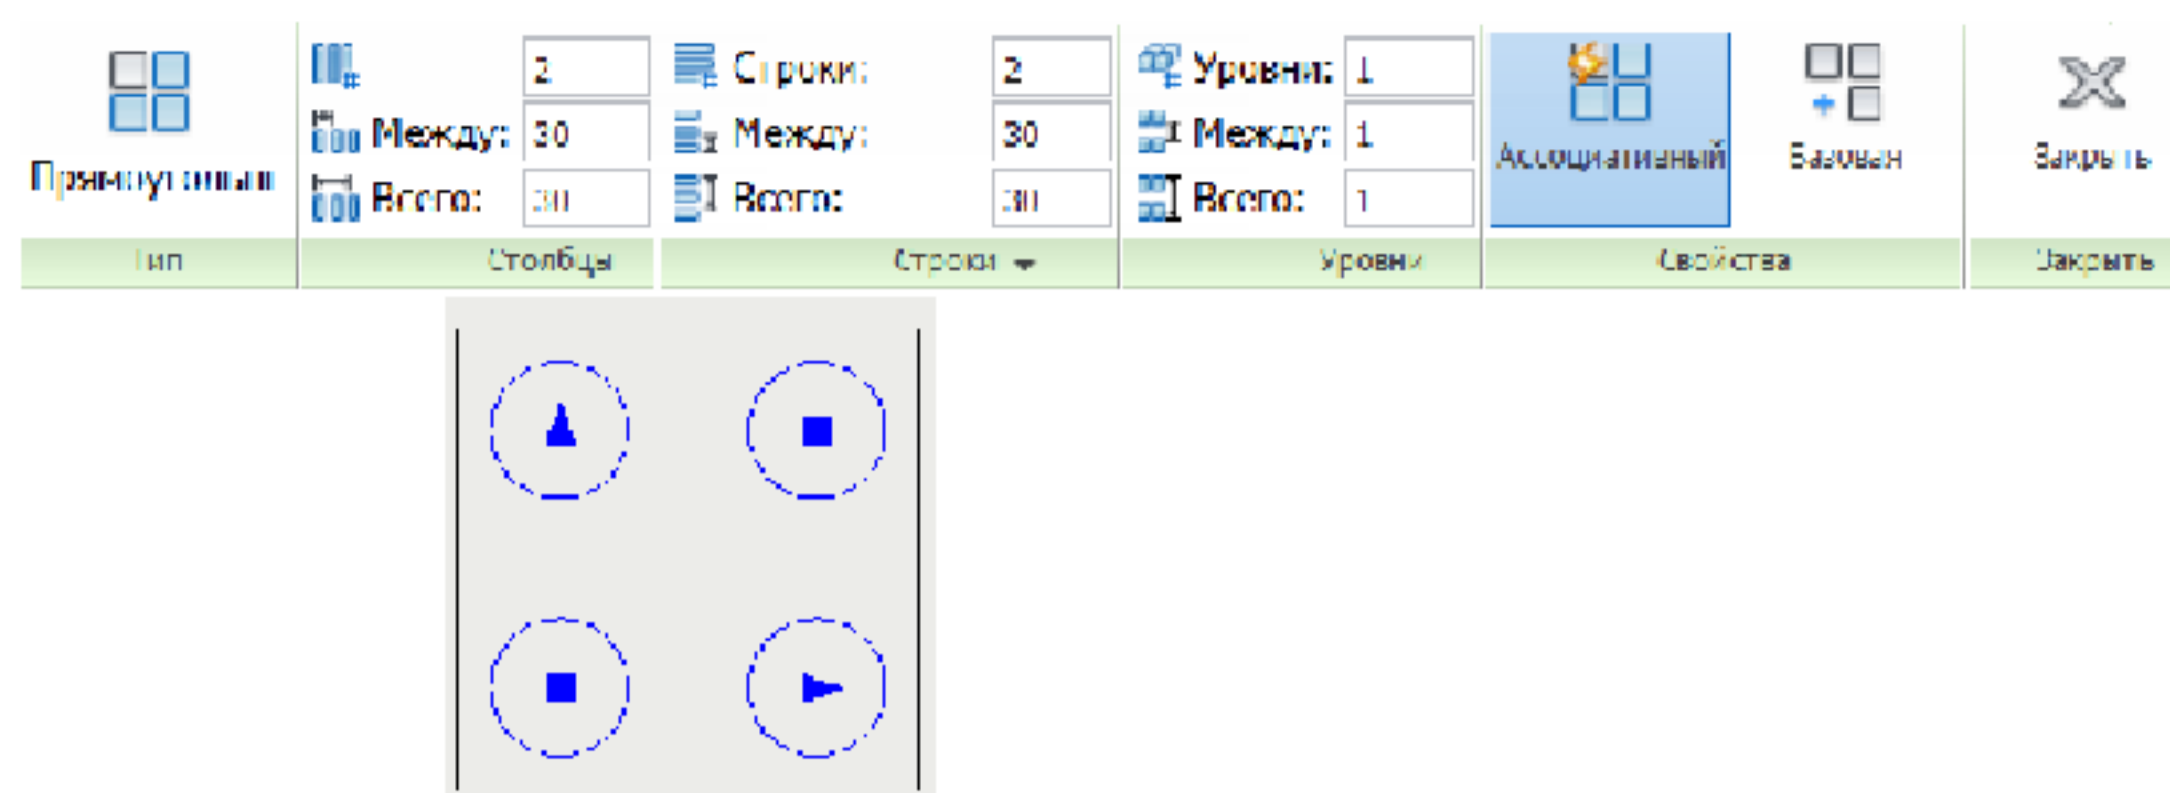 2 Строки: 2 Уровни: 1
Между: 30 Между: 30 Между: 1
Прямоугольный Всего: 30 Всего: 30 Всего: 1 Ассоциативный Базовая Закрыть
Тип Столбцы Строки Уровни Свойства Закрыть